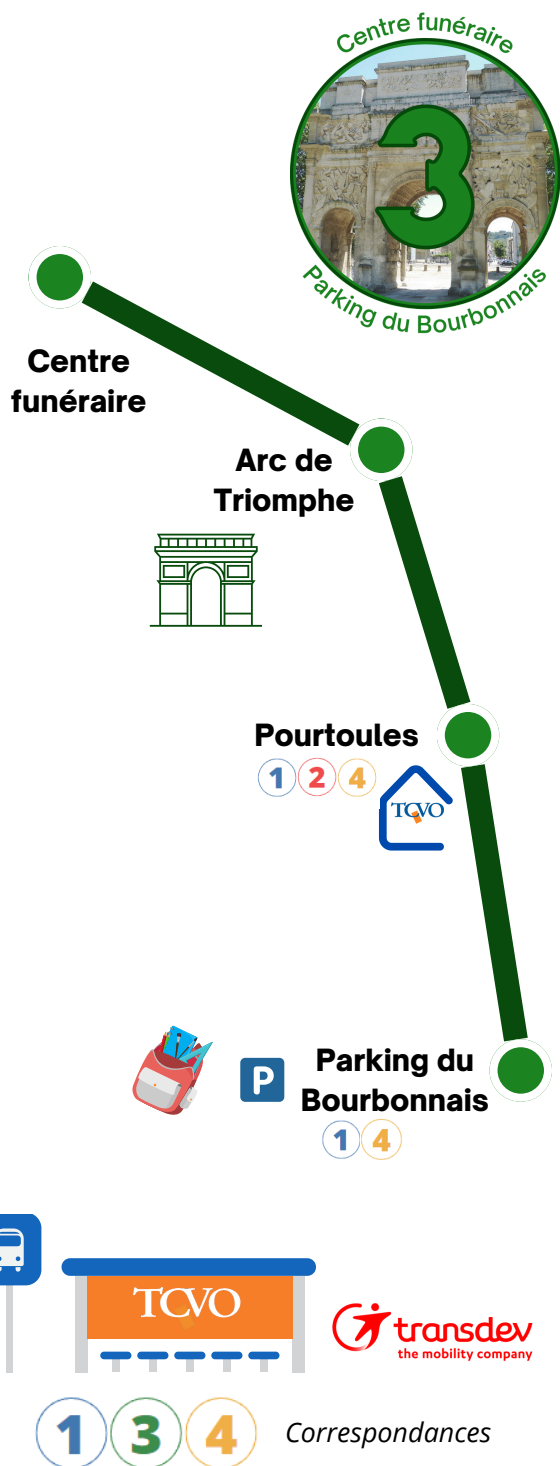 Centre funéraire
3
Parking du Bourbonnais
Centre
funéraire
Arc de
Triomphe
Pourtoules
1 2 4
TCVO
P
Parking du
Bourbonnais
1 4
TCVO
transdev
the mobility company
1 3 4 Correspondances